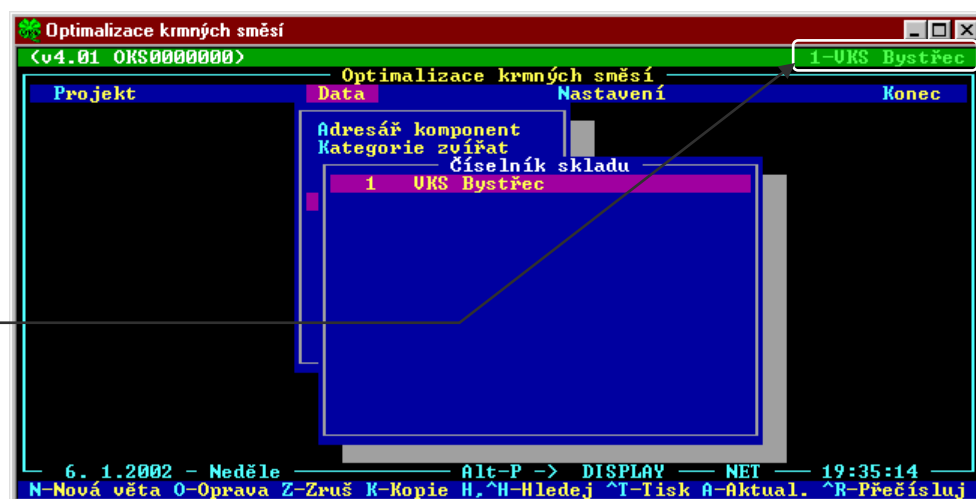 Optimalizace krmných směsí
(v4.01 OKS0000000) 1-VKS Bystřec
Optimalizace krmných směsí
Projekt Data Nastavení Konec
Adresář komponent
Kategorie zvířat
Číselník skladu
1 VKS Bystřec
6. 1.2002 - Neděle Alt-P -> DISPLAY NET 19:35:14
N-Nová věta O-Oprava Z-Zruš K-Kopie H,^H-Hledej ^T-Tisk A-Aktual. ^R-Přečísluj